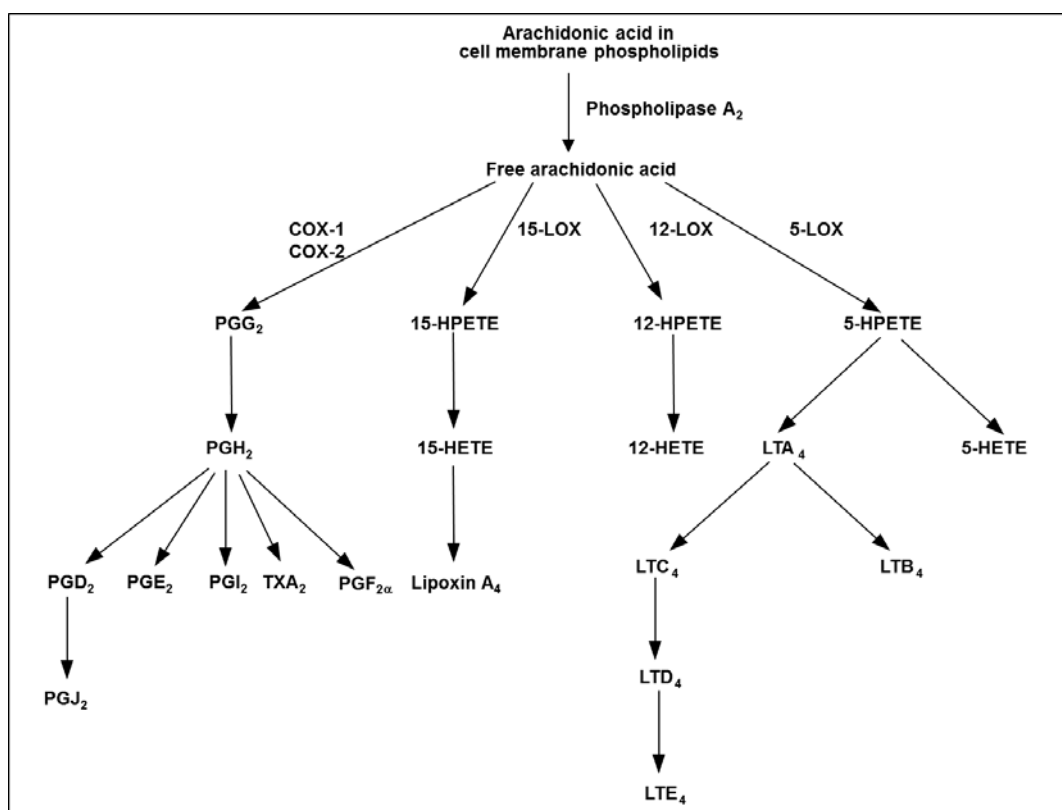 Arachidonic acid in
cell membrane phospholipids
Phospholipase A₂
Free arachidonic acid
COX-1
COX-2
15-LOX
12-LOX
5-LOX
PGG₂
15-HPETE
12-HPETE
5-HPETE
PGH₂
15-HETE
12-HETE
LTA₄
5-HETE
PGD₂
PGE₂
PGI₂
TXA₂
PGF₂α
Lipoxin A₄
LTC₄
LTB₄
PGJ₂
LTD₄
LTE₄